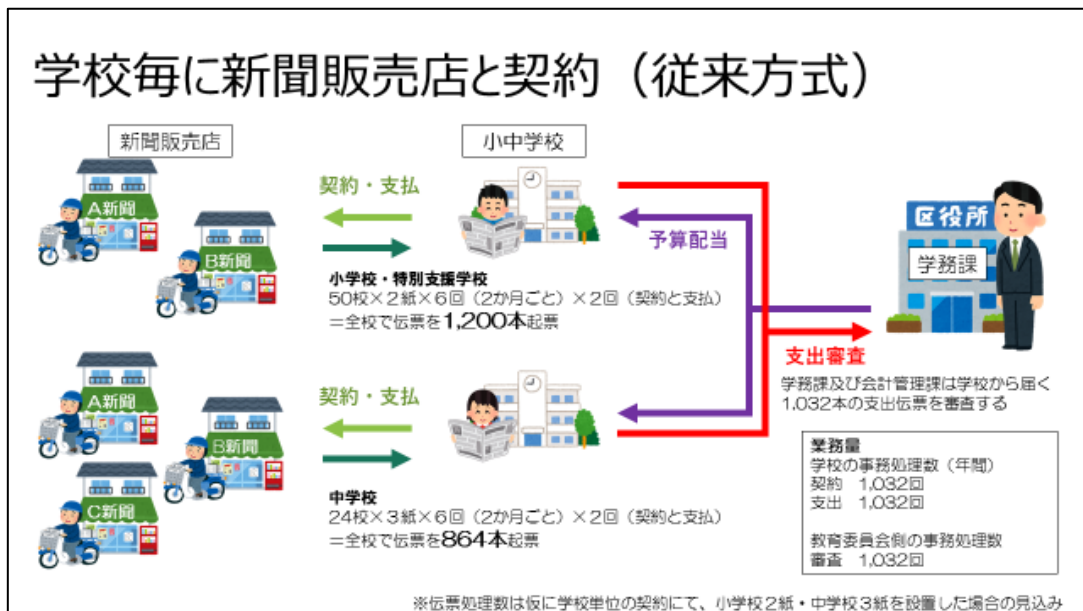 学校毎に新聞販売店と契約（従来方式）
新聞販売店
小中学校
A新聞
B新聞
契約・支払
予算配当
区役所
学務課
小学校・特別支援学校
50校×2紙×6回（2か月ごと）×2回（契約と支払）
＝全校で伝票を1,200本起票
支出審査
学務課及び会計管理課は学校から届く
1,032本の支出伝票を審査する
A新聞
B新聞
C新聞
契約・支払
中学校
24校×3紙×6回（2か月ごと）×2回（契約と支払）
＝全校で伝票を864本起票
業務量
学校の事務処理数（年間）
契約　1,032回
支出　1,032回
教育委員会側の事務処理数
審査　1,032回
※伝票処理数は仮に学校単位の契約にて、小学校2紙・中学校3紙を設置した場合の見込み